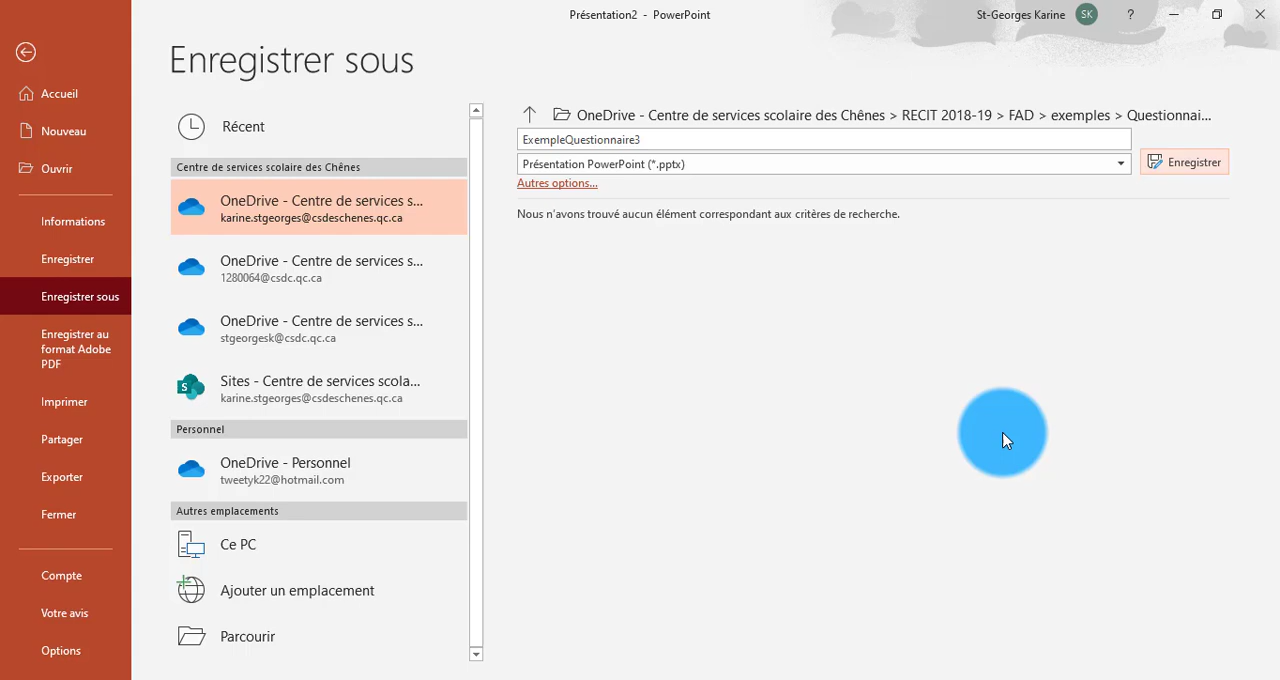 Présentation2 - PowerPoint
St-Georges Karine
SK
?
Accueil
Nouveau
Ouvrir
Informations
Enregistrer
Enregistrer sous
Enregistrer au
format Adobe
PDF
Imprimer
Partager
Exporter
Fermer
Compte
Votre avis
Options
Enregistrer sous
Récent
Centre de services scolaire des Chênes
OneDrive - Centre de services s...
karine.stgeorges@csdeschenes.qc.ca
OneDrive - Centre de services s...
1280064@csdc.qc.ca
OneDrive - Centre de services s...
stgeorgesk@csdc.qc.ca
S
Sites - Centre de services scola...
karine.stgeorges@csdeschenes.qc.ca
Personnel
OneDrive - Personnel
tweetyk22@hotmail.com
Autres emplacements
Ce PC
Ajouter un emplacement
Parcourir
OneDrive - Centre de services scolaire des Chênes > RECIT 2018-19 > FAD > exemples > Questionnai...
ExempleQuestionnaire3
Présentation PowerPoint (*.pptx)
Enregistrer
Autres options...
Nous n'avons trouvé aucun élément correspondant aux critères de recherche.